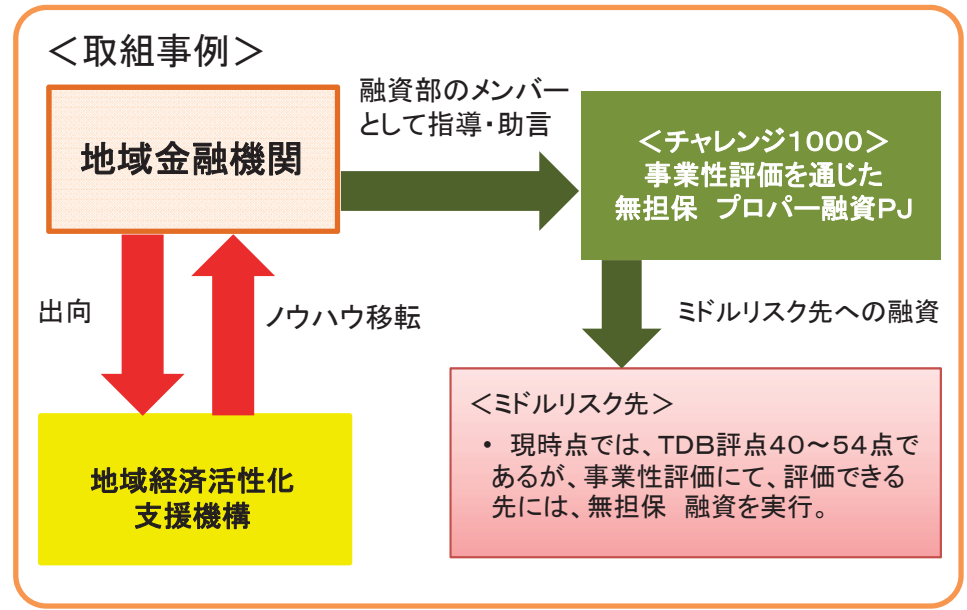 ＜取組事例＞
地域金融機関
融資部のメンバー
として指導・助言
＜チャレンジ１０００＞
事業性評価を通じた
無担保　プロパー融資ＰＪ
出向
ノウハウ移転
ミドルリスク先への融資
地域経済活性化
支援機構
＜ミドルリスク先＞
• 現時点では、ＴＤＢ評点４０～５４点で
あるが、事業性評価にて、評価できる
先には、無担保　融資を実行。